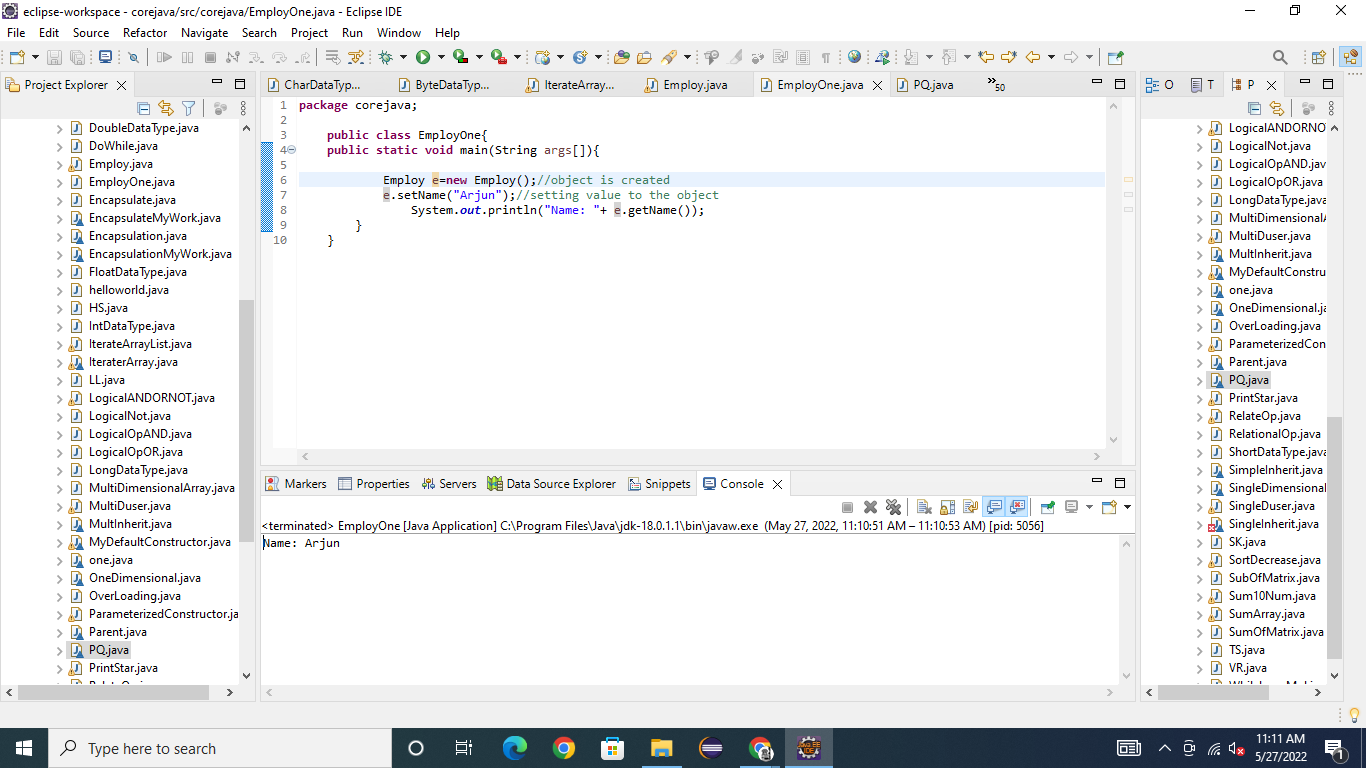 eclipse-workspace - corejava/src/corejava/EmployOne.java - Eclipse IDE
File Edit Source Refactor Navigate Search Project Run Window Help
Project Explorer
DoubleDataType.java
DoWhile.java
Employ.java
EmployOne.java
Encapsulate.java
EncapsulateMyWork.java
Encapsulation.java
EncapsulationMyWork.java
FloatDataType.java
helloworld.java
HS.java
IntDataType.java
IterateArrayList.java
IteraterArray.java
LL.java
LogicalANDORNOT.java
LogicalNot.java
LogicalOpAND.java
LogicalOpOR.java
LongDataType.java
MultiDimensionalArray.java
MultiDuser.java
MultInherit.java
MyDefaultConstructor.java
one.java
OneDimensional.java
OverLoading.java
ParameterizedConstructor.ja
Parent.java
PQ.java
PrintStar.java
CharDataTyp... ByteDataTyp... IterateArray... Employ.java EmployOne.java PQ.java »50
1 package corejava;
2
3 public class EmployOne{
4 public static void main(String args[]){
5
6 Employ e=new Employ();//object is created
7 e.setName("Arjun");//setting value to the object
8 System.out.println("Name: "+ e.getName());
9 }
10 }
Markers Properties Servers Data Source Explorer Snippets Console
<terminated> EmployOne [Java Application] C:\Program Files\Java\jdk-18.0.1.1\bin\javaw.exe (May 27, 2022, 11:10:51 AM – 11:10:53 AM) [pid: 5056]
Name: Arjun
O T P
LogicalANDORNO
LogicalNot.java
LogicalOpAND.jav
LogicalOpOR.java
LongDataType.java
MultiDimensionalA
MultiDuser.java
MultInherit.java
MyDefaultConstru
one.java
OneDimensional.ja
OverLoading.java
ParameterizedCon
Parent.java
PQ.java
PrintStar.java
RelateOp.java
RelationalOp.java
ShortDataType.java
SimpleInherit.java
SingleDimensional
SingleDuser.java
SingleInherit.java
SK.java
SortDecrease.java
SubOfMatrix.java
Sum10Num.java
SumArray.java
SumOfMatrix.java
TS.java
VR.java
Type here to search
11:11 AM
5/27/2022
1